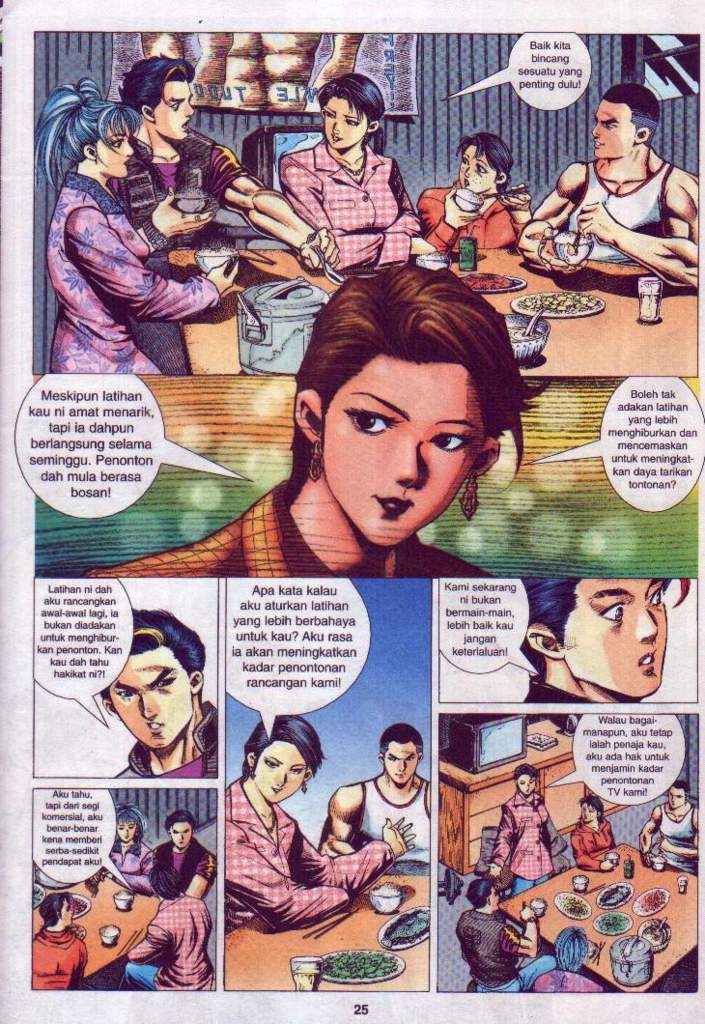 Baik kita
bincang
sesuatu yang
penting dulu!
Meskipun latihan
kau ni amat menarik,
tapi ia dahpun
berlangsung selama
seminggu. Penonton
dah mula berasa
bosan!
Boleh tak
adakan latihan
yang lebih
menghiburkan dan
mencemaskan
untuk meningkat-
kan daya tarikan
tontonan?
Latihan ni dah
aku rancangkan
awal-awal lagi, ia
bukan diadakan
untuk menghibur-
kan penonton. Kan
kau dah tahu
hakikat ni?!
Apa kata kalau
aku aturkan latihan
yang lebih berbahaya
untuk kau? Aku rasa
ia akan meningkatkan
kadar penontonan
rancangan kami!
Kami sekarang
ni bukan
bermain-main,
lebih baik kau
jangan
keterlaluan!
Aku tahu,
tapi dari segi
komersial, aku
benar-benar
kena memberi
serba-sedikit
pendapat aku!
Walau bagai-
manapun, aku tetap
ialah penaja kau,
aku ada hak untuk
menjamin kadar
penontonan
TV kami!
25